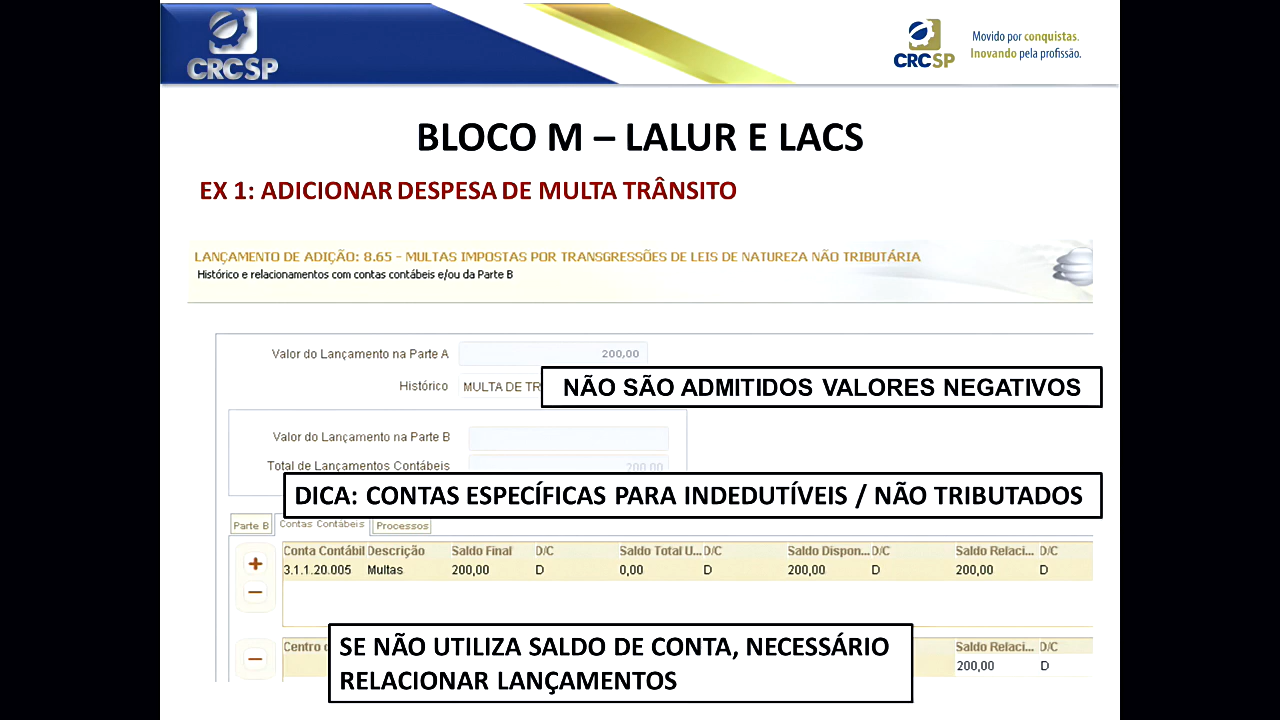 CRCSP
CRCSP
Movido por conquistas.
Inovando pela profissão.
BLOCO M – LALUR E LACS
EX 1: ADICIONAR DESPESA DE MULTA TRÂNSITO
LANÇAMENTO DE ADIÇÃO: 8.65 - MULTAS IMPOSTAS POR TRANSGRESSÕES DE LEIS DE NATUREZA NÃO TRIBUTÁRIA
Histórico e relacionamentos com contas contábeis e/ou da Parte B
Valor do Lançamento na Parte A 200,00
Histórico MULTA DE TR
NÃO SÃO ADMITIDOS VALORES NEGATIVOS
Valor do Lançamento na Parte B
Total de Lançamentos Contábeis 200,00
DICA: CONTAS ESPECÍFICAS PARA INDEDUTÍVEIS / NÃO TRIBUTADOS
Parte B Contas Contábeis Processos
Conta Contábil Descrição Saldo Final D/C Saldo Total U... D/C Saldo Dispon... D/C Saldo Relaci... D/C
3.1.1.20.005 Multas 200,00 D 0,00 D 200,00 D 200,00 D
Centro Saldo Relaci... D/C
200,00 D
SE NÃO UTILIZA SALDO DE CONTA, NECESSÁRIO
RELACIONAR LANÇAMENTOS